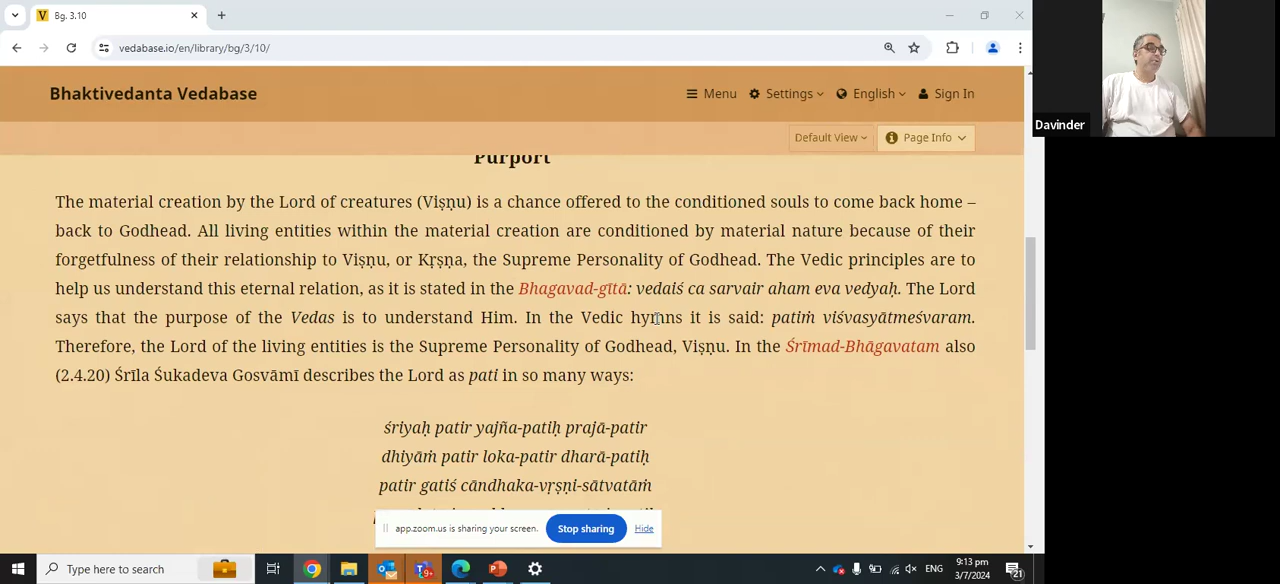 Bg. 3.10
vedabase.io/en/library/bg/3/10/
Bhaktivedanta Vedabase
Menu Settings English Sign In
Default View Page Info
Davinder
Purport
The material creation by the Lord of creatures (Viṣṇu) is a chance offered to the conditioned souls to come back home –
back to Godhead. All living entities within the material creation are conditioned by material nature because of their
forgetfulness of their relationship to Viṣṇu, or Kṛṣṇa, the Supreme Personality of Godhead. The Vedic principles are to
help us understand this eternal relation, as it is stated in the Bhagavad-gītā: vedaiś ca sarvair aham eva vedyaḥ. The Lord
says that the purpose of the Vedas is to understand Him. In the Vedic hymns it is said: patiṁ viśvasyātmeśvaram.
Therefore, the Lord of the living entities is the Supreme Personality of Godhead, Viṣṇu. In the Śrīmad-Bhāgavatam also
(2.4.20) Śrīla Śukadeva Gosvāmī describes the Lord as pati in so many ways:
śriyaḥ patir yajña-patiḥ prajā-patir
dhiyāṁ patir loka-patir dharā-patiḥ
patir gatiś cāndhaka-vṛṣṇi-sātvatāṁ
app.zoom.us is sharing your screen. Stop sharing Hide
Type here to search
ENG
9:13 pm
3/7/2024
21